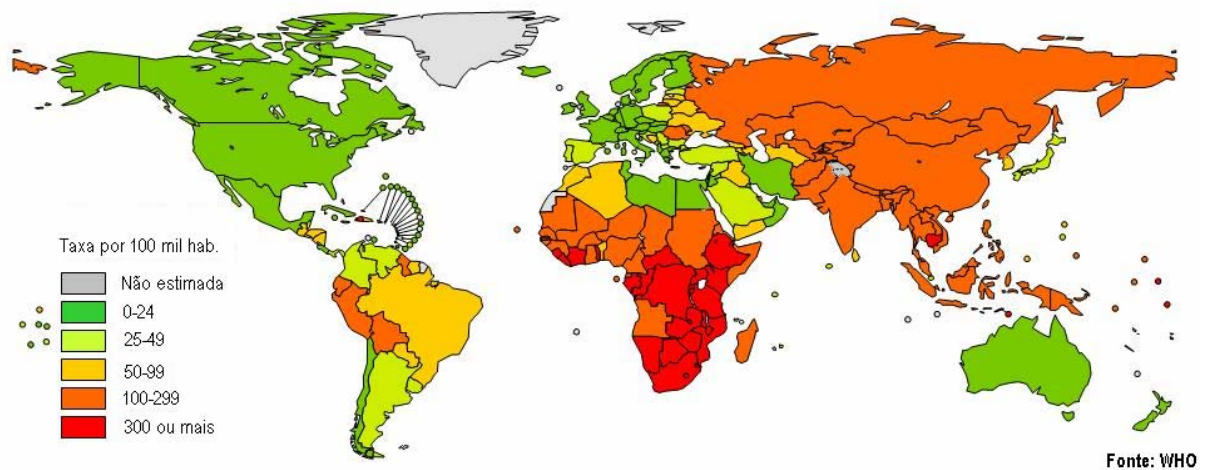 Taxa por 100 mil hab.
Não estimada
0-24
25-49
50-99
100-299
300 ou mais
Fonte: WHO